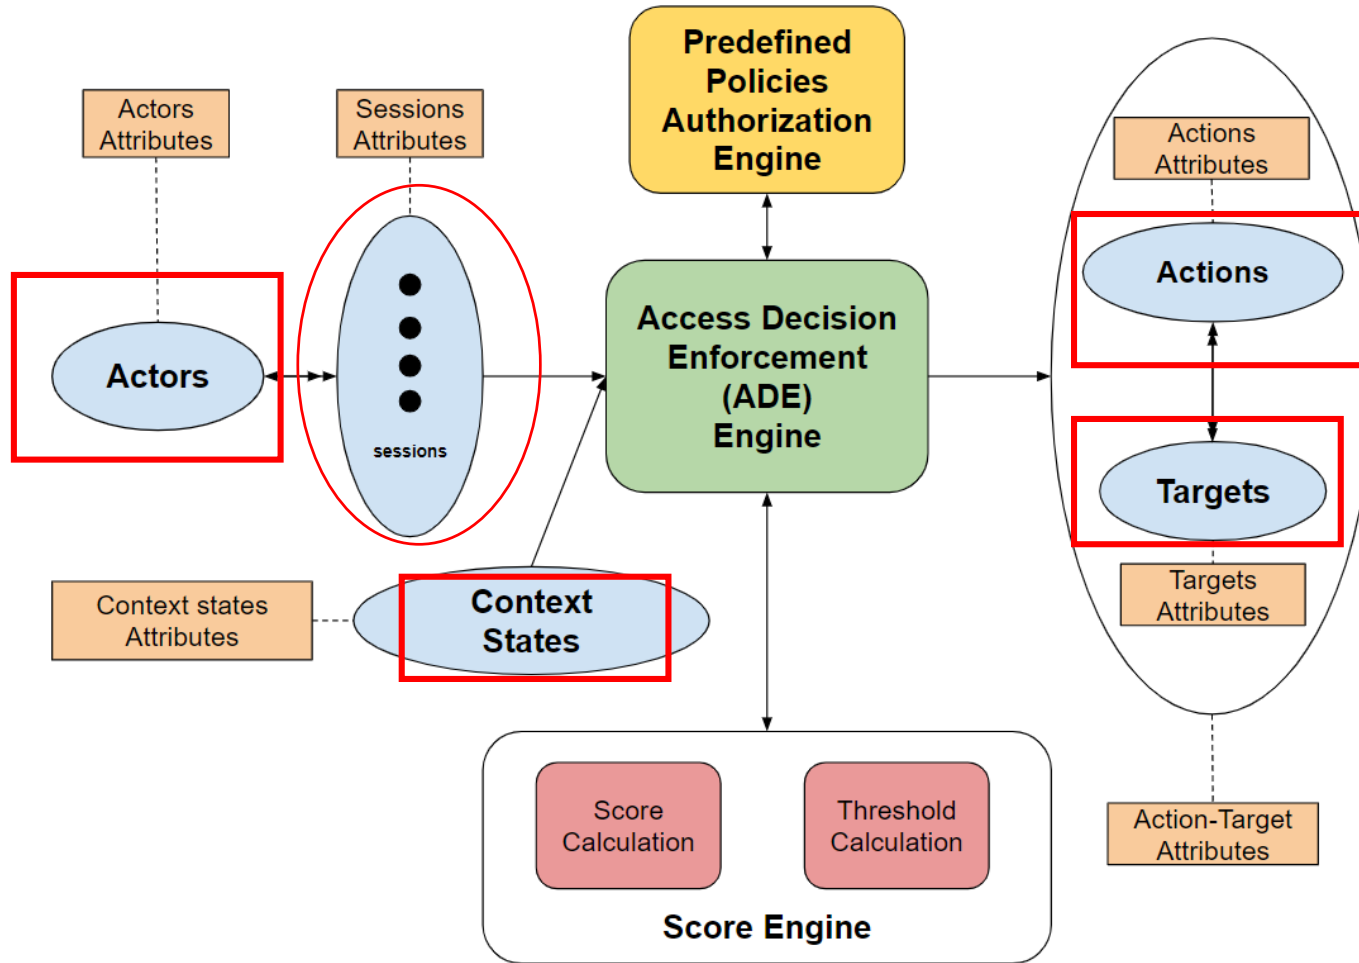 Predefined
Policies
Authorization
Engine
Actors
Attributes
Sessions
Attributes
Actions
Attributes
Actions
Access Decision
Enforcement
(ADE)
Engine
Actors
sessions
Targets
Targets
Attributes
Context states
Attributes
Context
States
Score
Calculation
Threshold
Calculation
Score Engine
Action-Target
Attributes